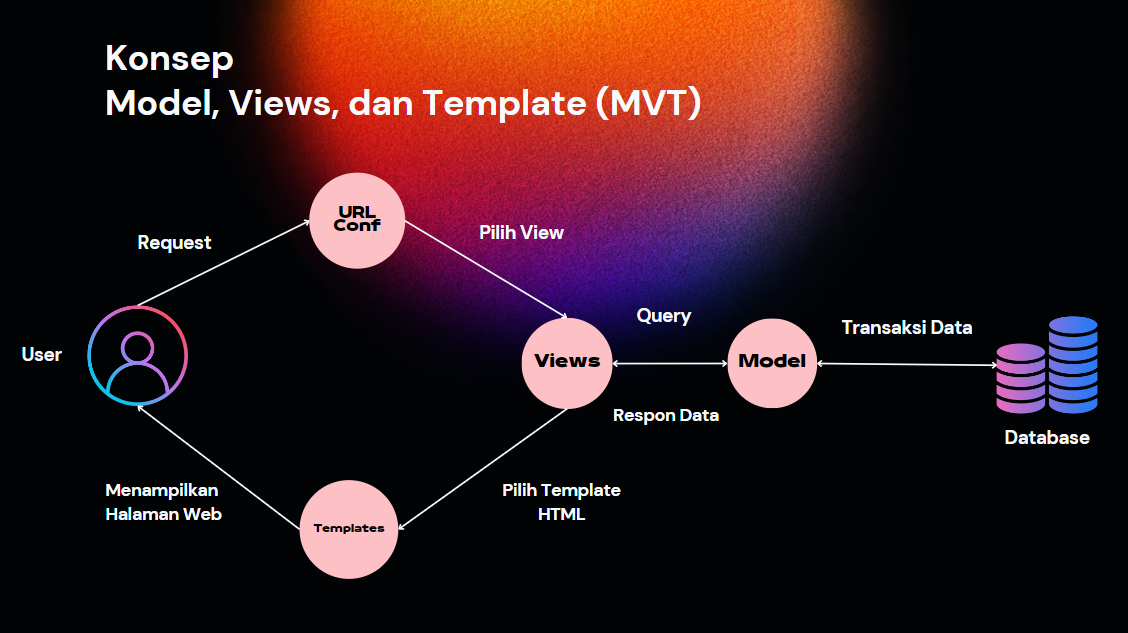 Konsep
Model, Views, dan Template (MVT)
URL
Conf
Request
Pilih View
Query
Transaksi Data
User
Views
Model
Respon Data
Database
Menampilkan
Halaman Web
Pilih Template
HTML
Templates